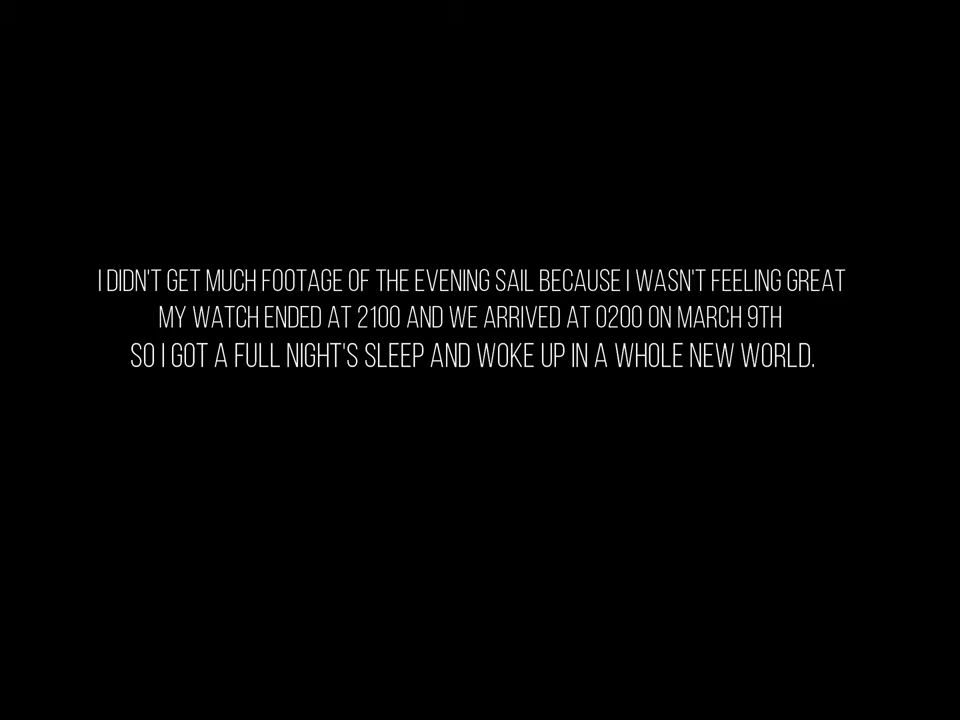 I DIDN'T GET MUCH FOOTAGE OF THE EVENING SAIL BECAUSE I WASN'T FEELING GREAT
MY WATCH ENDED AT 2100 AND WE ARRIVED AT 0200 ON MARCH 9TH
SO I GOT A FULL NIGHT'S SLEEP AND WOKE UP IN A WHOLE NEW WORLD.